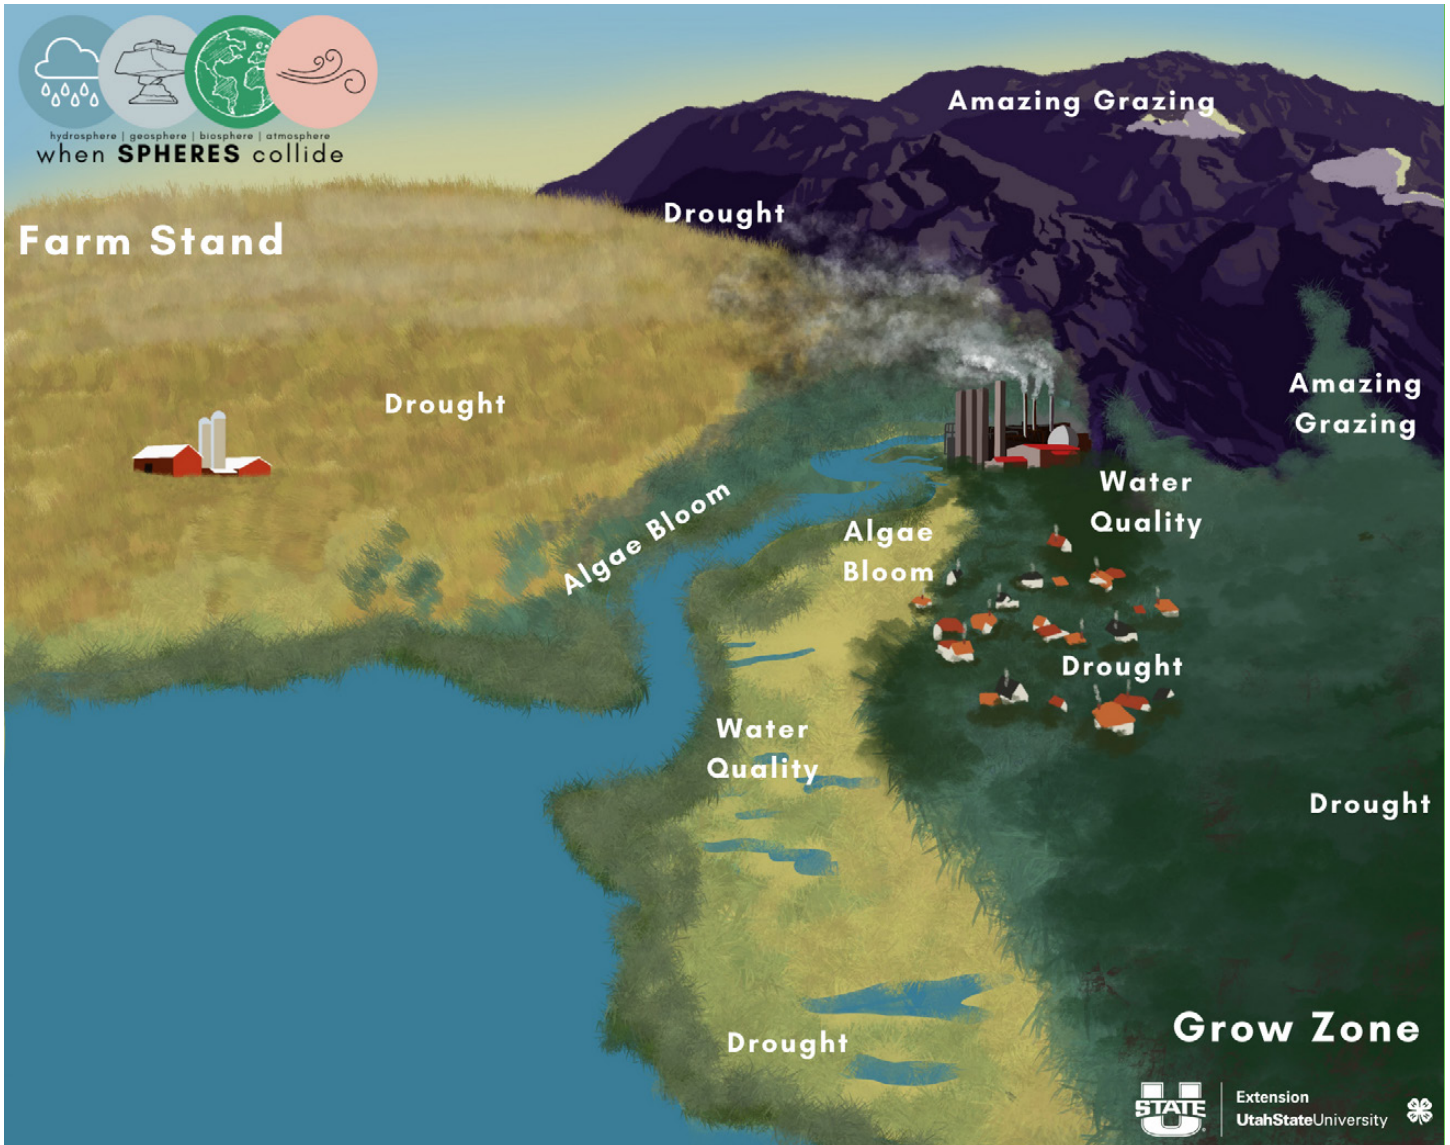 hydrosphere | geosphere | biosphere | atmosphere
when SPHERES collide
Amazing Grazing
Drought
Farm Stand
Amazing
Grazing
Drought
Water
Quality
Algae Bloom
Algae
Bloom
Drought
Water
Quality
Drought
Grow Zone
Drought
U
STATE
Extension
UtahStateUniversity